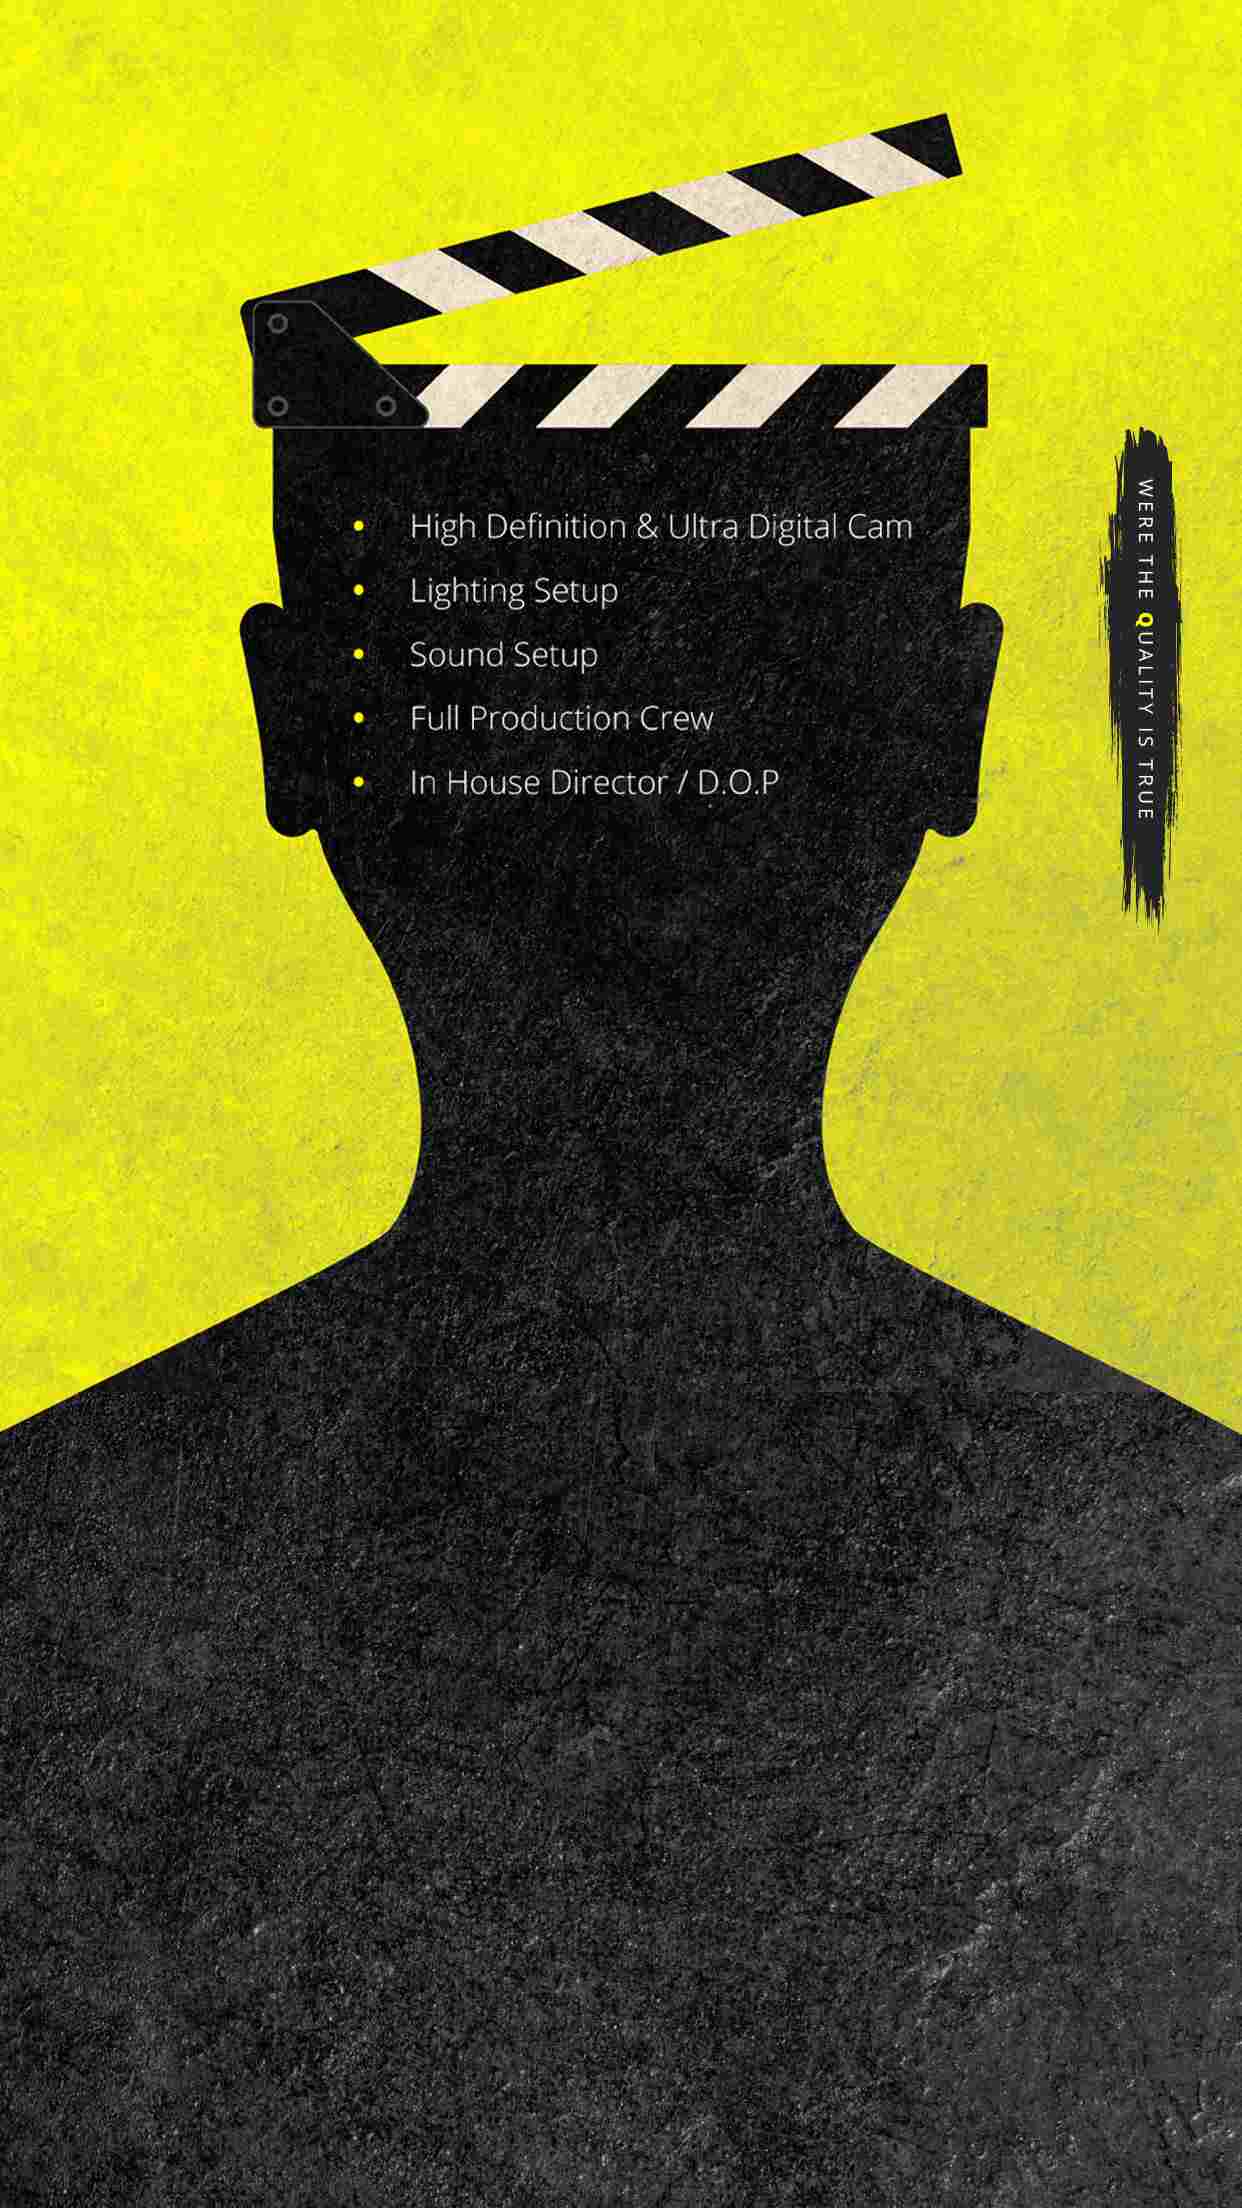 • High Definition & Ultra Digital Cam
• Lighting Setup
• Sound Setup
• Full Production Crew
• In House Director / D.O.P
WERE THE QUALITY IS TRUE